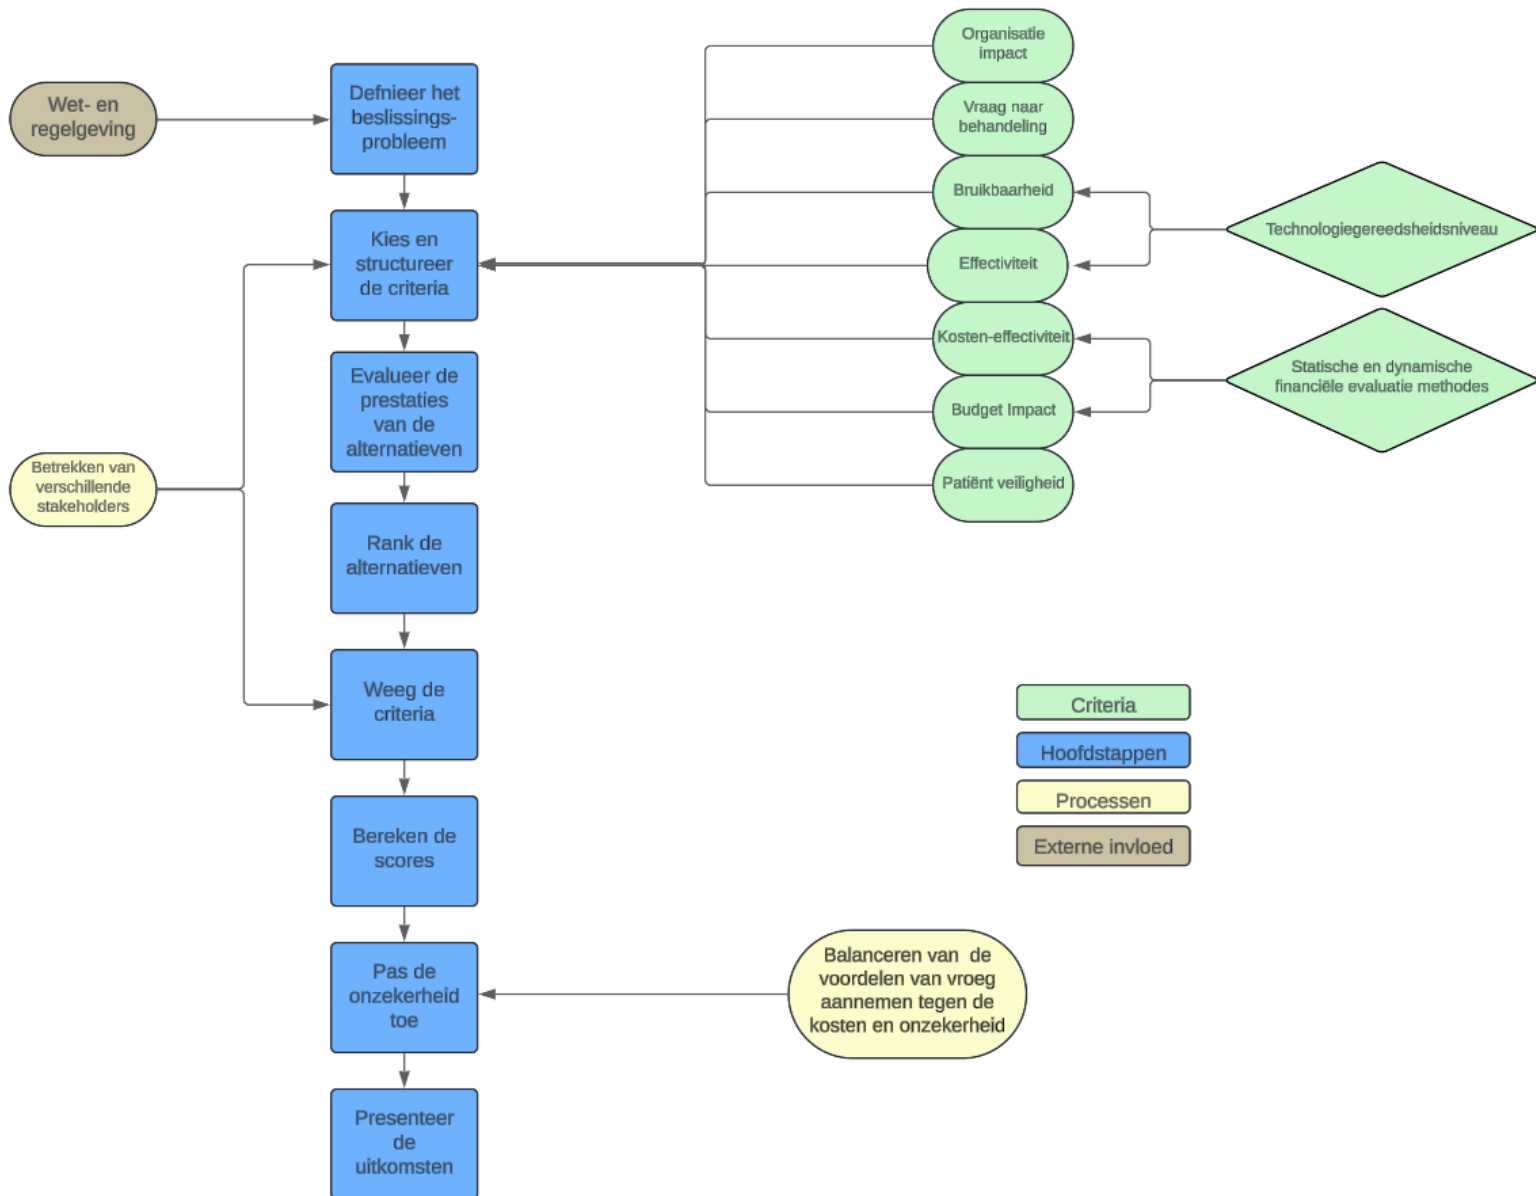 Organisatie
impact
Wet- en
regelgeving
Defnieer het
beslissings-
probleem
Vraag naar
behandeling
Bruikbaarheid
Technologiegereedsheidsniveau
Kies en
structureer
de criteria
Effectiviteit
Kosten-effectiviteit
Statische en dynamische
financiële evaluatie methodes
Evalueer de
prestaties
van de
alternatieven
Budget Impact
Betrekken van
verschillende
stakeholders
Patiënt veiligheid
Rank de
alternatieven
Weeg de
criteria
Criteria
Hoofdstappen
Processen
Externe invloed
Bereken de
scores
Pas de
onzekerheid
toe
Balanceren van  de
voordelen van vroeg
aannemen tegen de
kosten en onzekerheid
Presenteer
de
uitkomsten